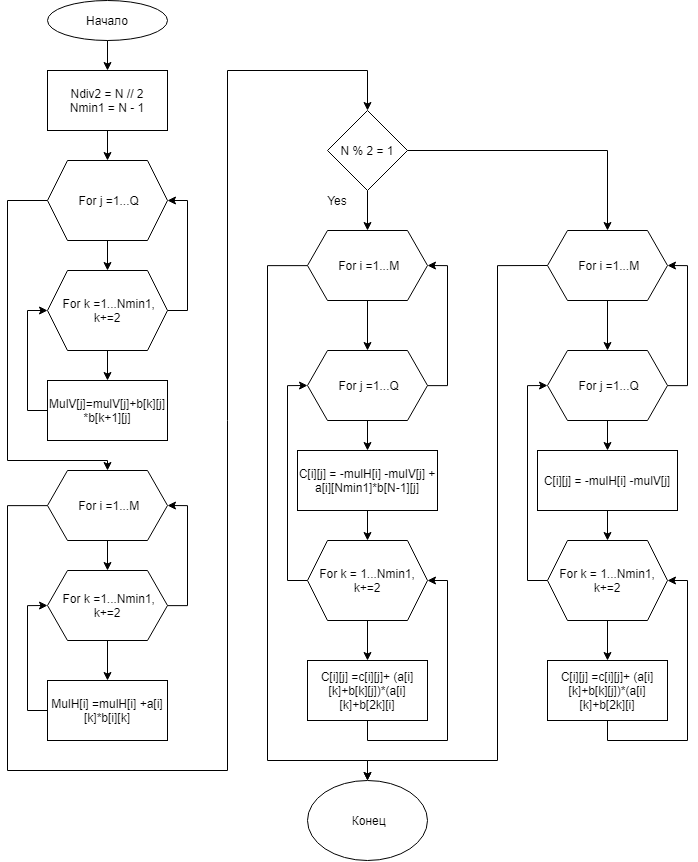 Начало
Ndiv2 = N // 2
Nmin1 = N - 1
For j =1...Q
For k =1...Nmin1,
k+=2
MulV[j]=mulV[j]+b[k][j]
*b[k+1][j]
For i =1...M
For k =1...Nmin1,
k+=2
MulH[i] =mulH[i] +a[i]
[k]*b[i][k]
N % 2 = 1
Yes
For i =1...M
For j =1...Q
C[i][j] = -mulH[i] -mulV[j] +
a[i][Nmin1]*b[N-1][j]
For k = 1...Nmin1,
k+=2
C[i][j] =c[i][j]+ (a[i]
[k]+b[k][j])*(a[i]
[k]+b[2k][i]
For i =1...M
For j =1...Q
C[i][j] = -mulH[i] -mulV[j]
For k = 1...Nmin1,
k+=2
C[i][j] =c[i][j]+ (a[i]
[k]+b[k][j])*(a[i]
[k]+b[2k][i]
Конец